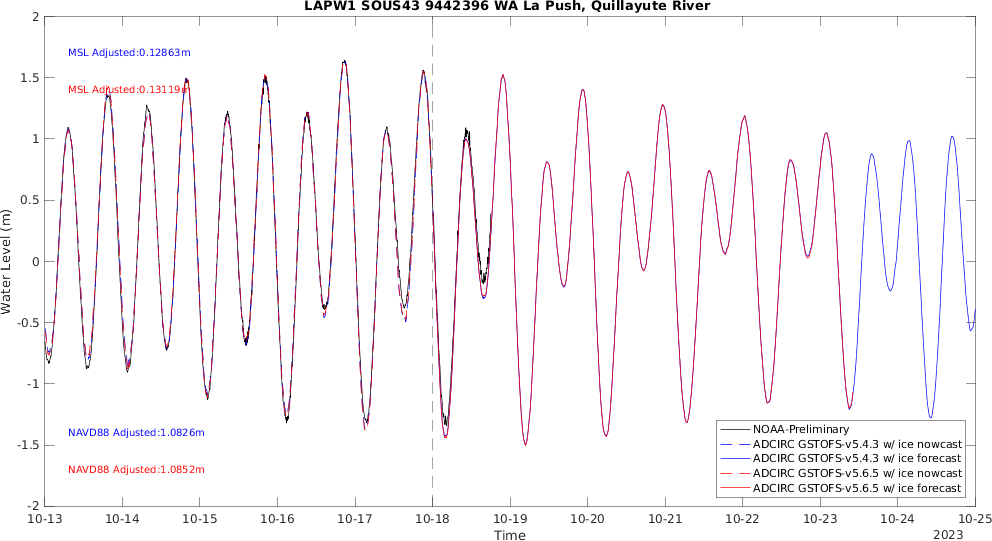 LAPW1 SOUS43 9442396 WA La Push, Quillayute River
2
1.5
1
0.5
0
-0.5
-1
-1.5
-2
Water Level (m)
MSL Adjusted:0.12863m
MSL Adjusted:0.13119m
NAVD88 Adjusted:1.0826m
NAVD88 Adjusted:1.0852m
NOAA-Preliminary
ADCIRC GSTOFS-v5.4.3 w/ ice nowcast
ADCIRC GSTOFS-v5.4.3 w/ ice forecast
ADCIRC GSTOFS-v5.6.5 w/ ice nowcast
ADCIRC GSTOFS-v5.6.5 w/ ice forecast
10-13 10-14 10-15 10-16 10-17 10-18 10-19 10-20 10-21 10-22 10-23 10-24 10-25
Time
2023